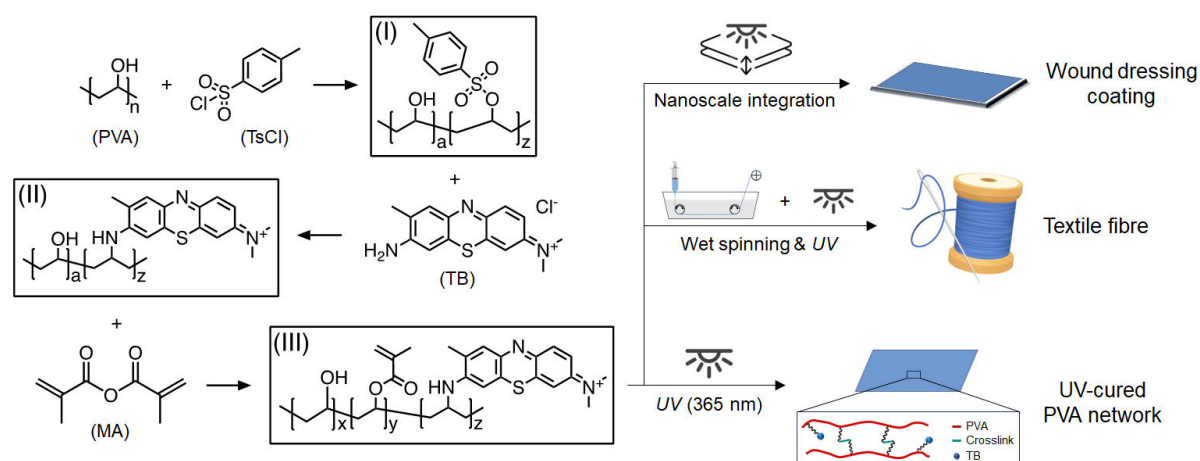 OH
n
(PVA)
+
Cl
O
S
O
(TsCl)
(I)
O
S
O
O
OH
a
z
+
(II)
OH
HN
N
S
N+
a
z
H2N
N
S
N+
Cl-
(TB)
+
O
O
O
(MA)
(III)
OH
O
O
HN
N
S
N+
x
y
z
Nanoscale integration
Wound dressing
coating
+
Wet spinning & UV
Textile fibre
UV (365 nm)
UV-cured
PVA network
PVA
Crosslink
TB